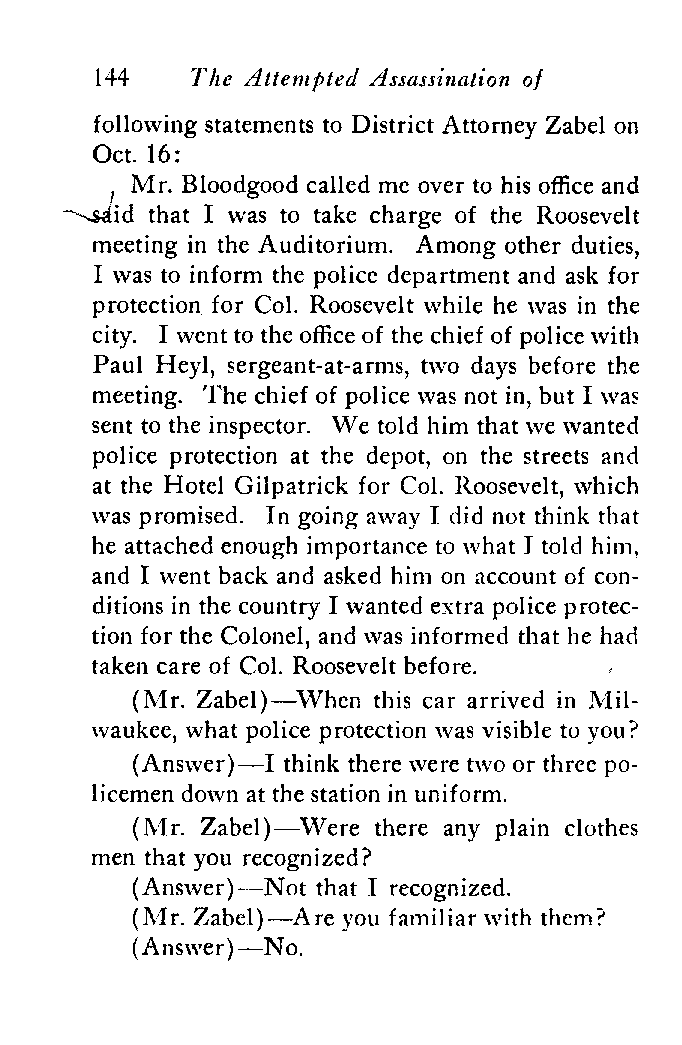 144 The Attempted Assassination of
following statements to District Attorney Zabel on
Oct. 16:
Mr. Bloodgood called me over to his office and
said that I was to take charge of the Roosevelt
meeting in the Auditorium. Among other duties,
I was to inform the police department and ask for
protection for Col. Roosevelt while he was in the
city. I went to the office of the chief of police with
Paul Heyl, sergeant-at-arms, two days before the
meeting. The chief of police was not in, but I was
sent to the inspector. We told him that we wanted
police protection at the depot, on the streets and
at the Hotel Gilpatrick for Col. Roosevelt, which
was promised. In going away I did not think that
he attached enough importance to what I told him,
and I went back and asked him on account of con-
ditions in the country I wanted extra police protec-
tion for the Colonel, and was informed that he had
taken care of Col. Roosevelt before.
(Mr. Zabel)—When this car arrived in Mil-
waukee, what police protection was visible to you?
(Answer)—I think there were two or three po-
licemen down at the station in uniform.
(Mr. Zabel)—Were there any plain clothes
men that you recognized?
(Answer)—Not that I recognized.
(Mr. Zabel)—Are you familiar with them?
(Answer)—No.